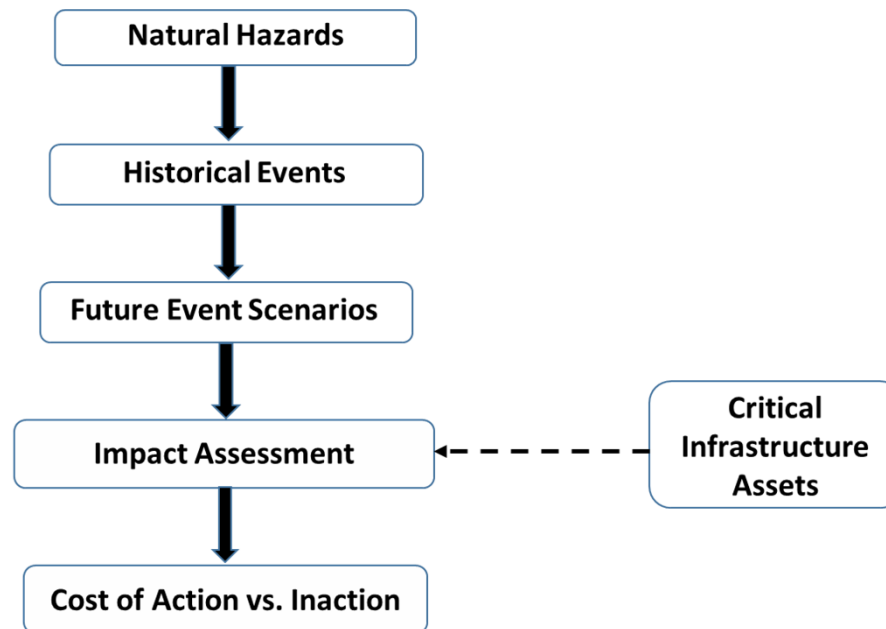 Natural Hazards
Historical Events
Future Event Scenarios
Impact Assessment
Critical
Infrastructure
Assets
Cost of Action vs. Inaction